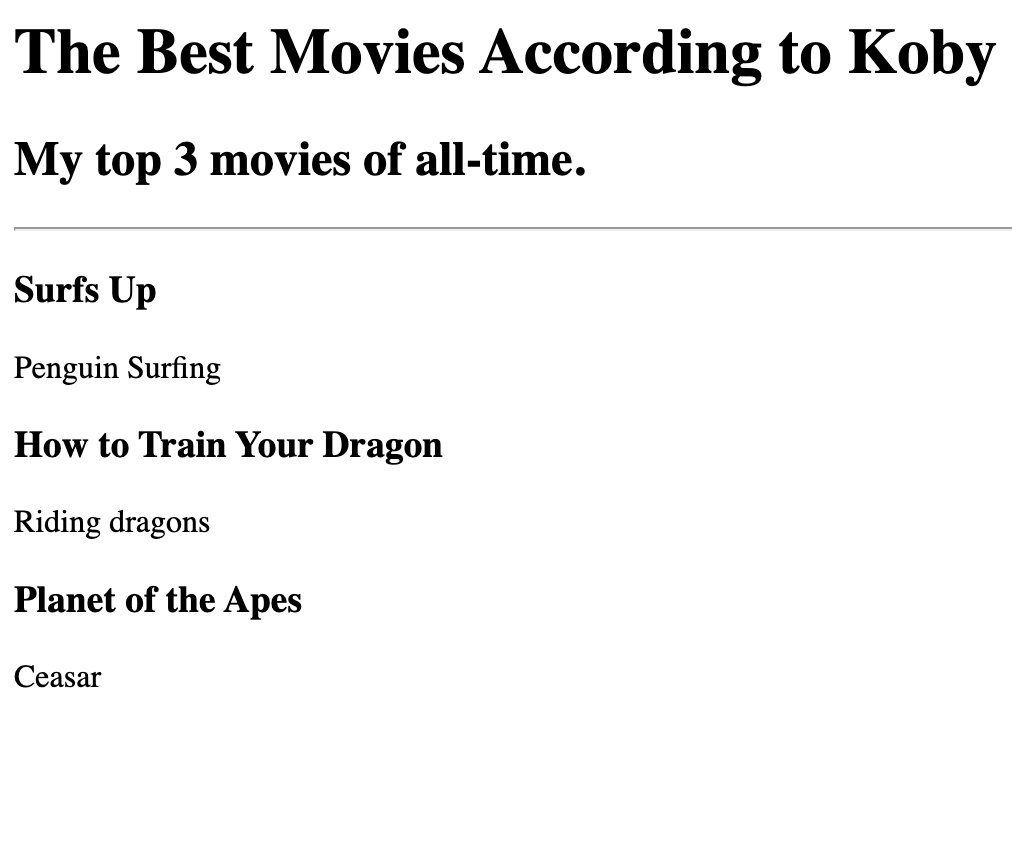 The Best Movies According to Koby
My top 3 movies of all-time.
Surfs Up
Penguin Surfing
How to Train Your Dragon
Riding dragons
Planet of the Apes
Ceasar